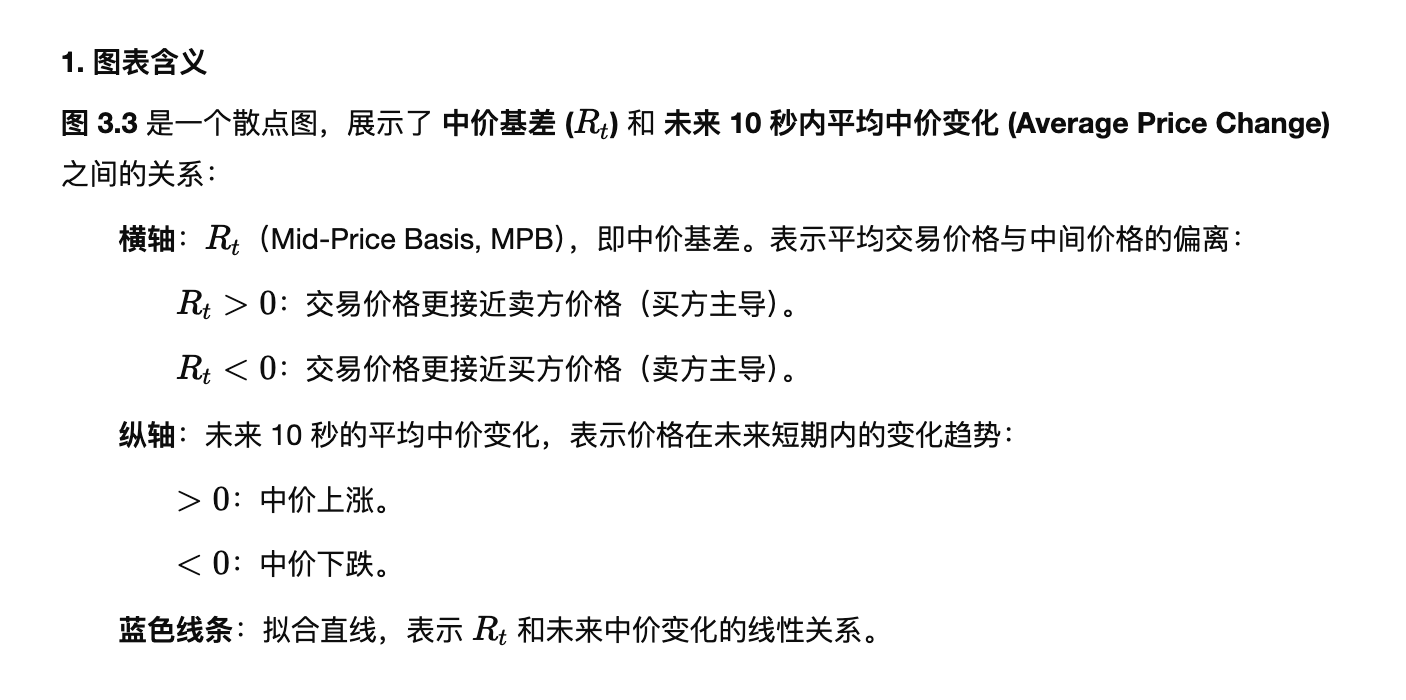 1. 图表含义
图 3.3 是一个散点图，展示了 中价基差 (Rₜ) 和 未来 10 秒内平均中价变化 (Average Price Change)
之间的关系：
横轴：Rₜ（Mid-Price Basis, MPB），即中价基差。表示平均交易价格与中间价格的偏离：
Rₜ > 0：交易价格更接近卖方价格（买方主导）。
Rₜ < 0：交易价格更接近买方价格（卖方主导）。
纵轴：未来 10 秒的平均中价变化，表示价格在未来短期内的变化趋势：
> 0：中价上涨。
< 0：中价下跌。
蓝色线条：拟合直线，表示 Rₜ 和未来中价变化的线性关系。